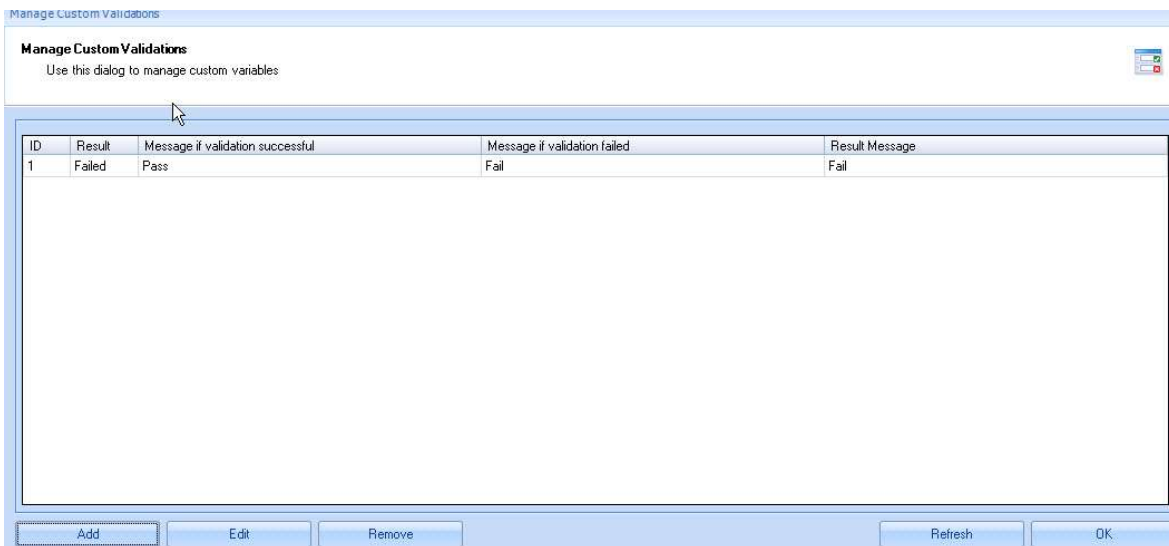 Manage Custom Validations
Manage Custom Validations
Use this dialog to manage custom variables
ID Result Message if validation successful Message if validation failed Result Message
1 Failed Pass Fail Fail
Add Edit Remove Refresh OK